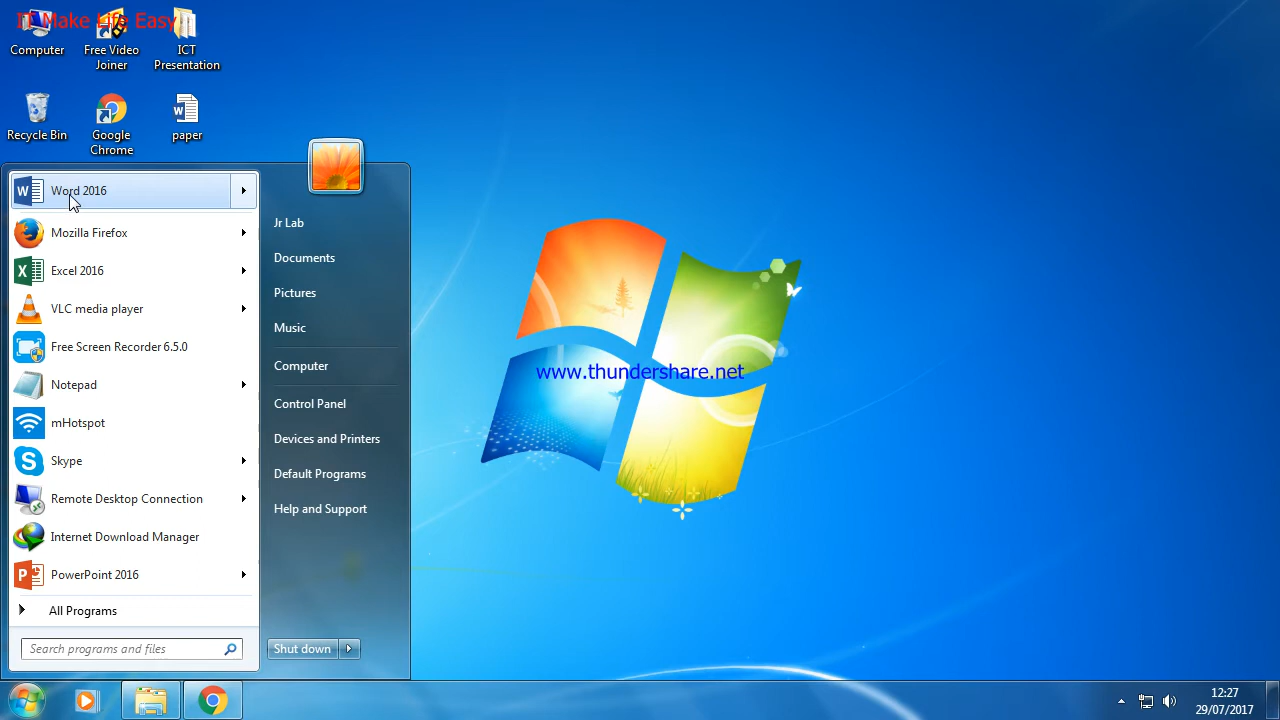 IT Make Life Easy
Computer
Free Video
Joiner
ICT
Presentation
Recycle Bin
Google
Chrome
paper
Word 2016
Mozilla Firefox
Excel 2016
VLC media player
Free Screen Recorder 6.5.0
Notepad
mHotspot
Skype
Remote Desktop Connection
Internet Download Manager
PowerPoint 2016
All Programs
Search programs and files
Jr Lab
Documents
Pictures
Music
Computer
Control Panel
Devices and Printers
Default Programs
Help and Support
Shut down
www.thundershare.net
12:27
29/07/2017